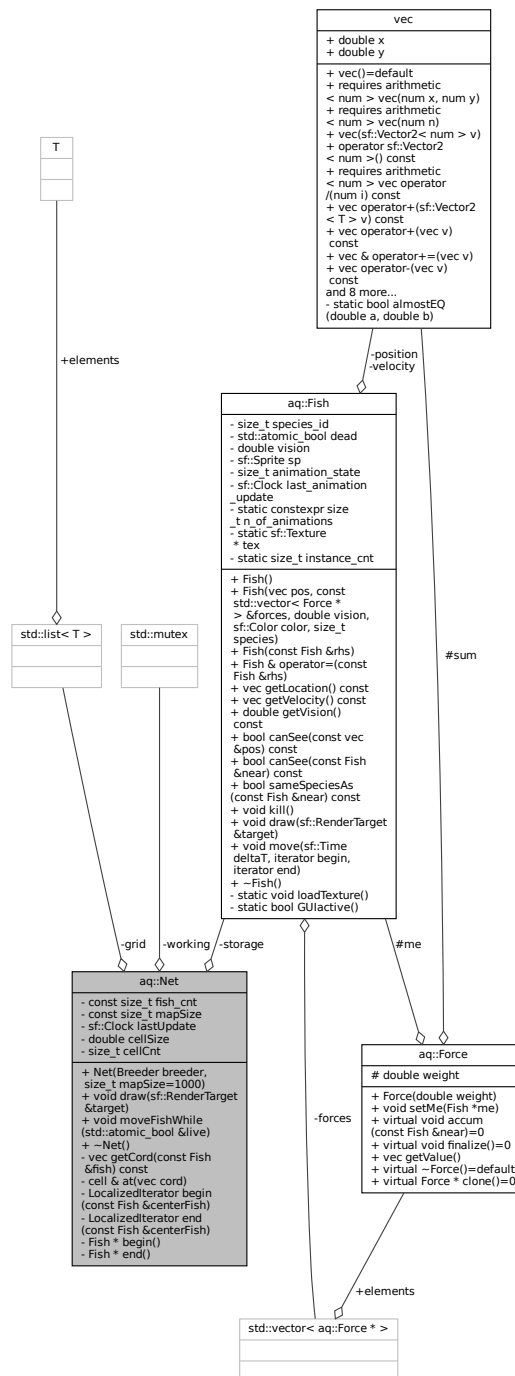 vec
+ double x
+ double y
+ vec()=default
+ requires arithmetic
< num > vec(num x, num y)
+ requires arithmetic
< num > vec(num n)
+ vec(sf::Vector2< num > v)
+ operator sf::Vector2
< num >() const
+ requires arithmetic
< num > vec operator
/(num i) const
+ vec operator+(sf::Vector2
< T > v) const
+ vec operator+(vec v)
const
+ vec & operator+=(vec v)
+ vec operator-(vec v)
const
and 8 more...
- static bool almostEQ
(double a, double b)
T
+elements
-position
-velocity
aq::Fish
- size_t species_id
- std::atomic_bool dead
- double vision
- sf::Sprite sp
- size_t animation_state
- sf::Clock last_animation
_update
- static constexpr size
_t n_of_animations
- static sf::Texture
* tex
- static size_t instance_cnt
+ Fish()
+ Fish(vec pos, const
std::vector< Force *
> &forces, double vision,
sf::Color color, size_t
species)
+ Fish(const Fish &rhs)
+ Fish & operator=(const
Fish &rhs)
+ vec getLocation() const
+ vec getVelocity() const
+ double getVision()
const
+ bool canSee(const vec
&pos) const
+ bool canSee(const Fish
&near) const
+ bool sameSpeciesAs
(const Fish &near) const
+ void kill()
+ void draw(sf::RenderTarget
&target)
+ void move(sf::Time
deltaT, iterator begin,
iterator end)
+ ~Fish()
- static void loadTexture()
- static bool GUIactive()
std::list< T >
std::mutex
#sum
-grid
-working
-storage
#me
aq::Net
- const size_t fish_cnt
- const size_t mapSize
- sf::Clock lastUpdate
- double cellSize
- size_t cellCnt
+ Net(Breeder breeder,
size_t mapSize=1000)
+ void draw(sf::RenderTarget
&target)
+ void moveFishWhile
(std::atomic_bool &live)
+ ~Net()
- vec getCord(const Fish
&fish) const
- cell & at(vec cord)
- LocalizedIterator begin
(const Fish &centerFish)
- LocalizedIterator end
(const Fish &centerFish)
- Fish * begin()
- Fish * end()
aq::Force
# double weight
+ Force(double weight)
+ void setMe(Fish *me)
+ virtual void accum
(const Fish &near)=0
+ virtual void finalize()=0
+ vec getValue()
+ virtual ~Force()=default
+ virtual Force * clone()=0
-forces
+elements
std::vector< aq::Force * >